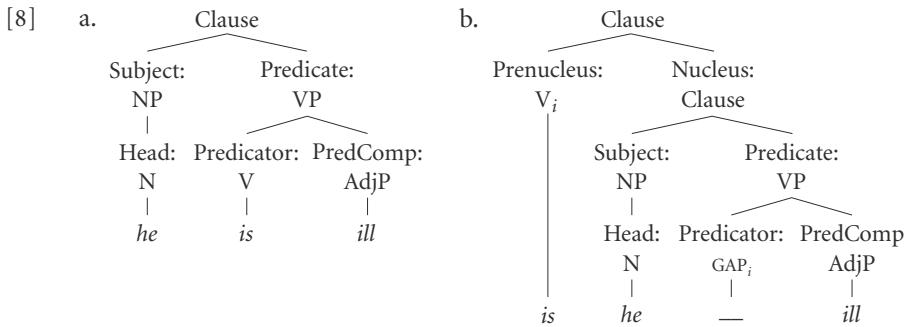 [8] a. Clause b. Clause
Subject: Predicate: Prenucleus: Nucleus:
NP VP Vi Clause
Head: Predicator: PredComp: Subject: Predicate:
N V AdjP NP VP
he is ill Head: Predicator: PredComp
N GAPi AdjP
is he — ill